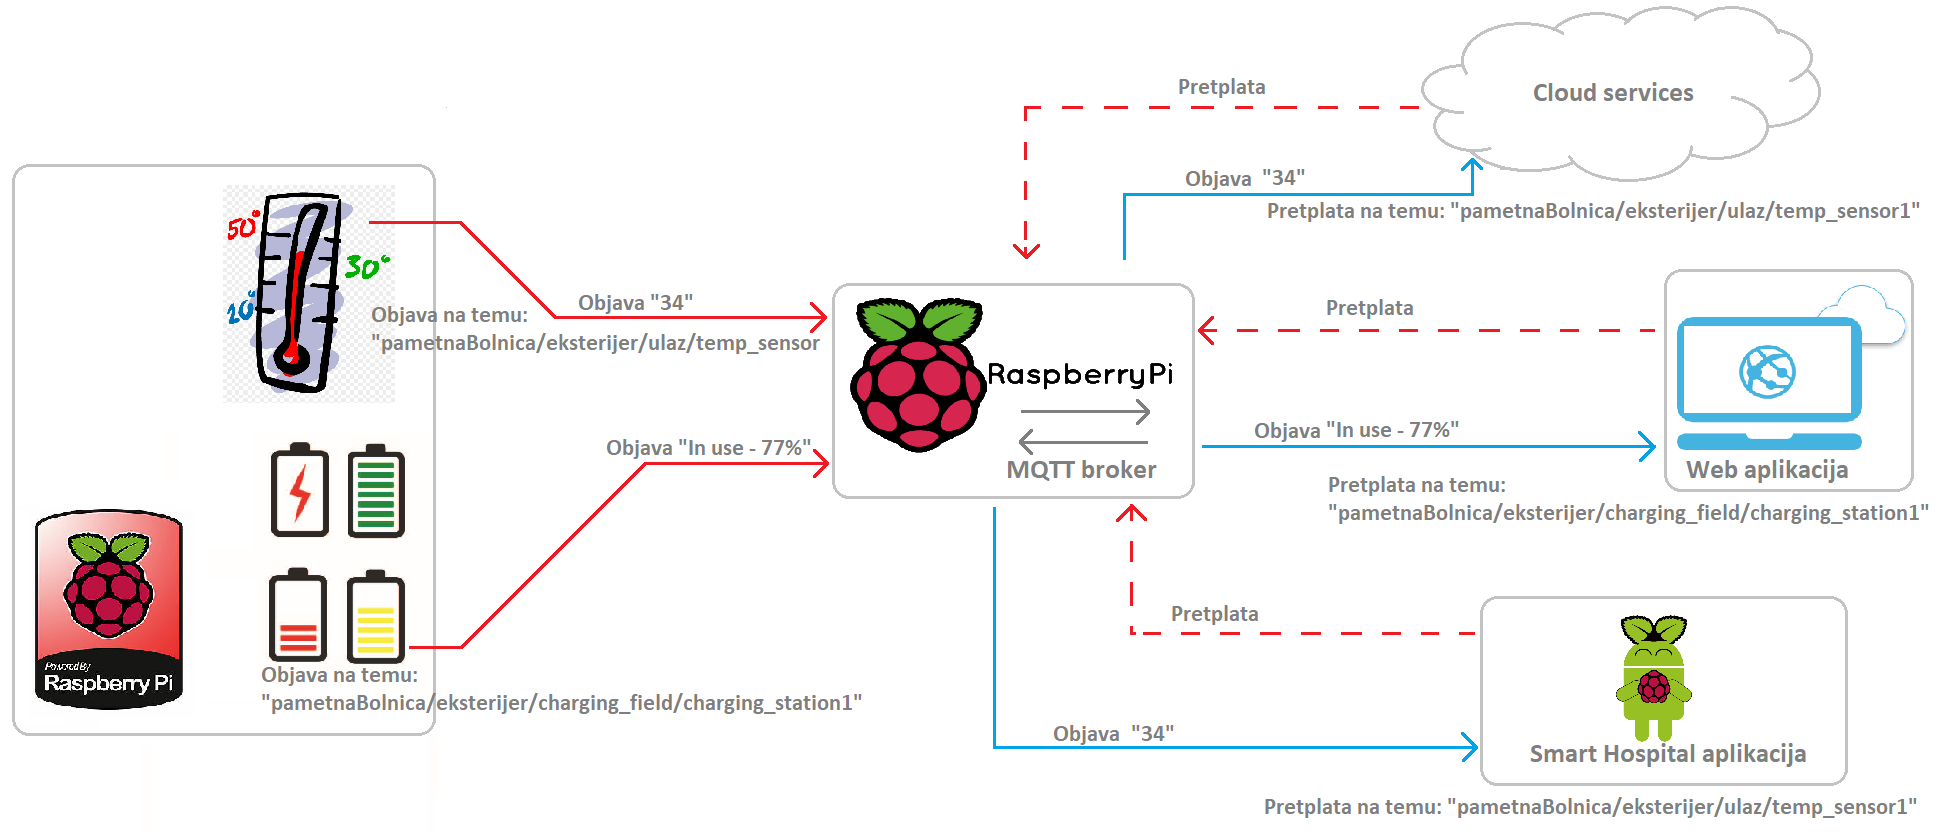 Pretplata
Cloud services
Objava "34"
Pretplata na temu: "pametnaBolnica/eksterijer/ulaz/temp_sensor1"
50°
30°
20°
Objava "34"
Objava na temu:
"pametnaBolnica/eksterijer/ulaz/temp_sensor
RaspberryPi
MQTT broker
Pretplata
Objava "In use - 77%"
Web aplikacija
Pretplata na temu:
"pametnaBolnica/eksterijer/charging_field/charging_station1"
Objava "In use - 77%"
Powered By
Raspberry Pi
Objava na temu:
"pametnaBolnica/eksterijer/charging_field/charging_station1"
Pretplata
Objava "34"
Smart Hospital aplikacija
Pretplata na temu: "pametnaBolnica/eksterijer/ulaz/temp_sensor1"